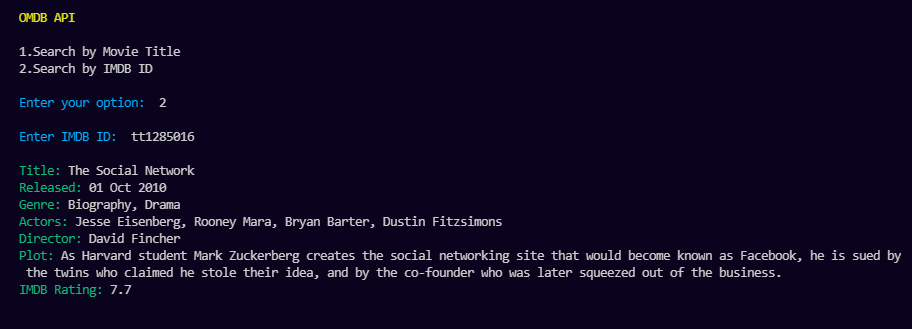 OMDB API
1.Search by Movie Title
2.Search by IMDB ID
Enter your option:  2
Enter IMDB ID:  tt1285016
Title: The Social Network
Released: 01 Oct 2010
Genre: Biography, Drama
Actors: Jesse Eisenberg, Rooney Mara, Bryan Barter, Dustin Fitzsimons
Director: David Fincher
Plot: As Harvard student Mark Zuckerberg creates the social networking site that would become known as Facebook, he is sued by
the twins who claimed he stole their idea, and by the co-founder who was later squeezed out of the business.
IMDB Rating: 7.7